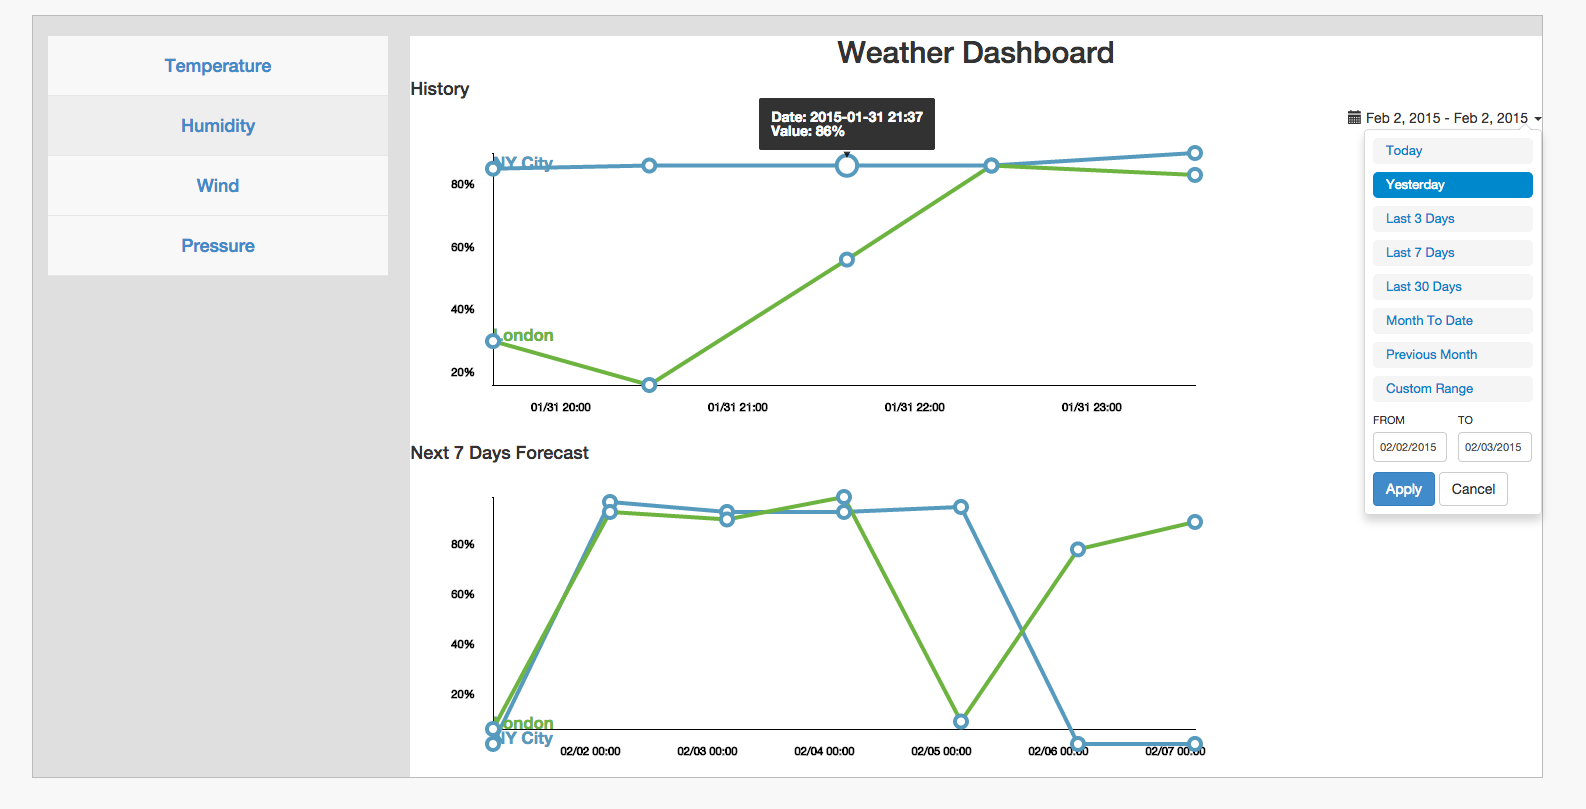 Temperature
Humidity
Wind
Pressure
Weather Dashboard
History
Date: 2015-01-31 21:37
Value: 86%
NY City
80%
60%
40%
London
20%
01/31 20:00 01/31 21:00 01/31 22:00 01/31 23:00
Next 7 Days Forecast
80%
60%
40%
20%
London
NY City
02/02 00:00 02/03 00:00 02/04 00:00 02/05 00:00 02/06 00:00 02/07 00:00
Feb 2, 2015 - Feb 2, 2015
Today
Yesterday
Last 3 Days
Last 7 Days
Last 30 Days
Month To Date
Previous Month
Custom Range
FROM TO
02/02/2015 02/03/2015
Apply Cancel